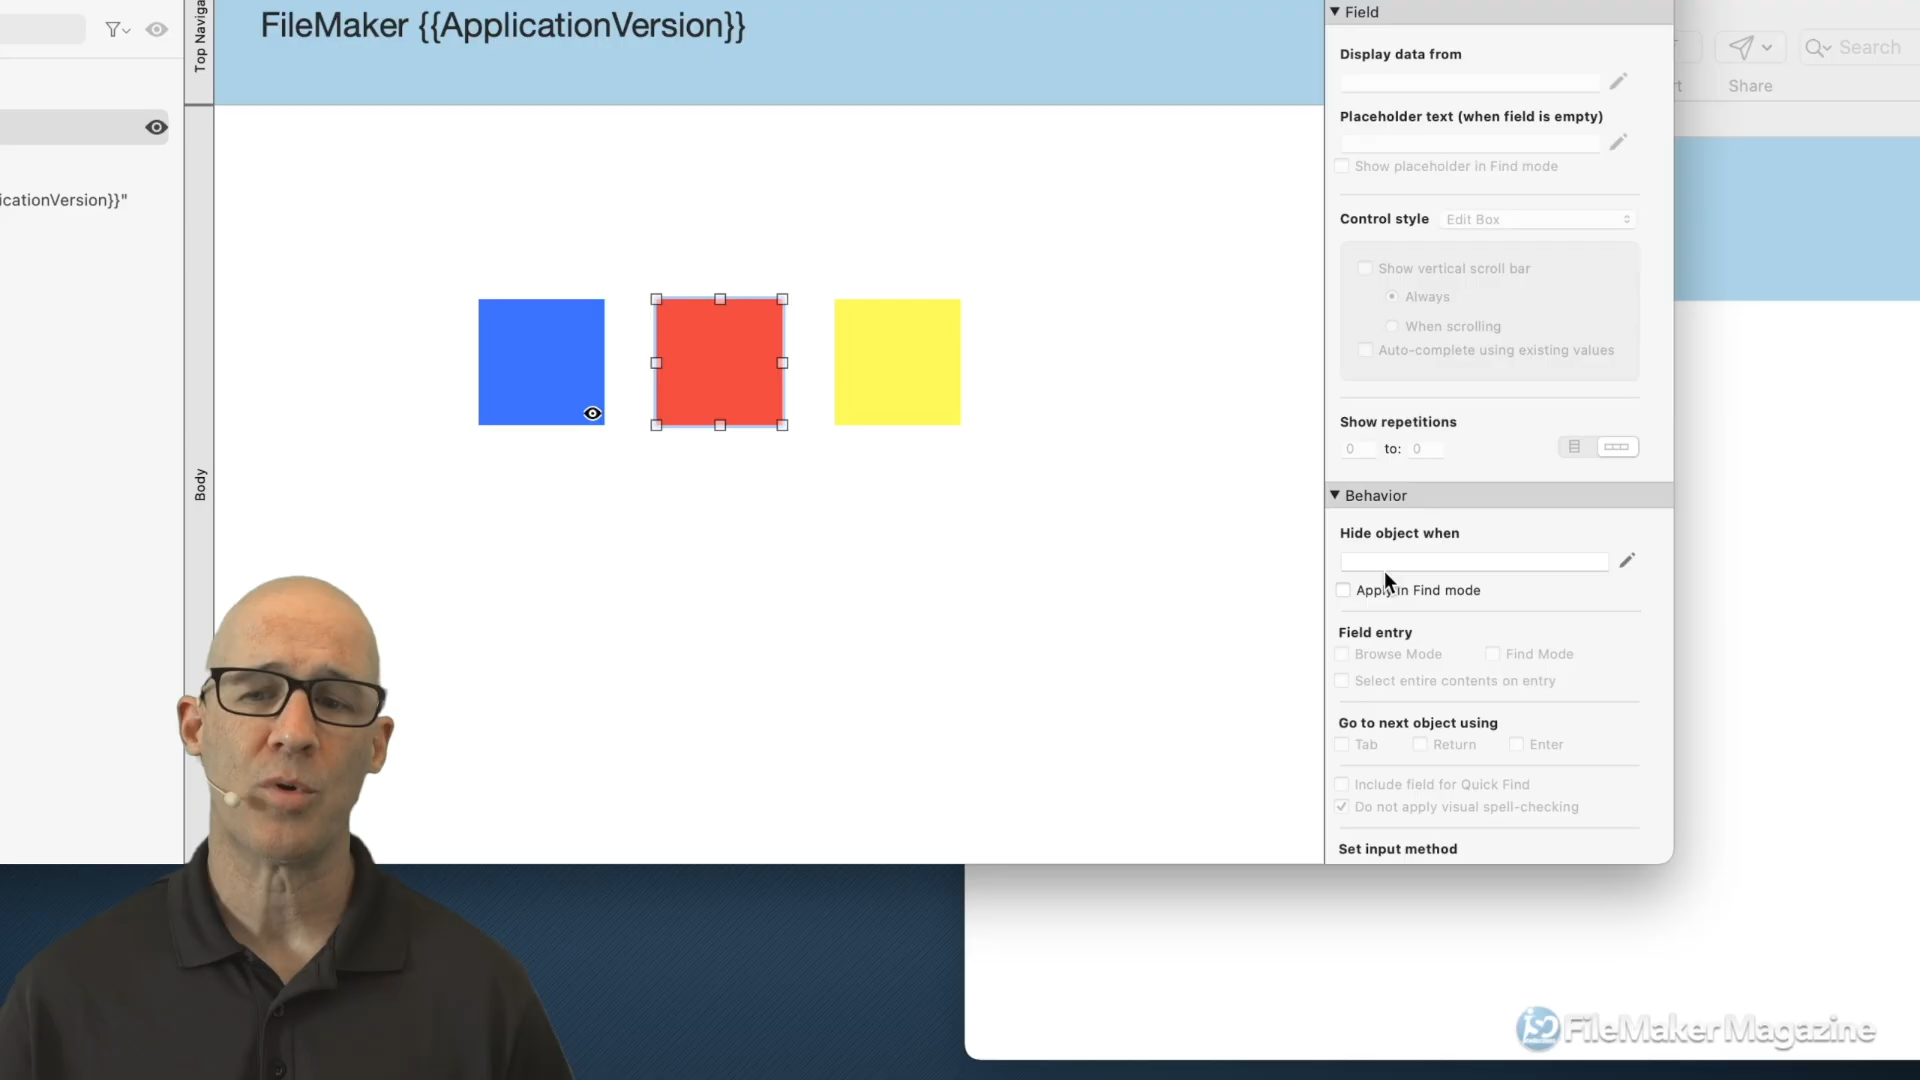 Top Naviga
FileMaker {{ApplicationVersion}}
icationVersion}}"
Body
Field
Display data from
Placeholder text (when field is empty)
Show placeholder in Find mode
Control style Edit Box
Show vertical scroll bar
Always
When scrolling
Auto-complete using existing values
Show repetitions
0 to: 0
Behavior
Hide object when
Apply in Find mode
Field entry
Browse Mode Find Mode
Select entire contents on entry
Go to next object using
Tab Return Enter
Include field for Quick Find
Do not apply visual spell-checking
Set input method
Search
Share
FileMaker Magazine